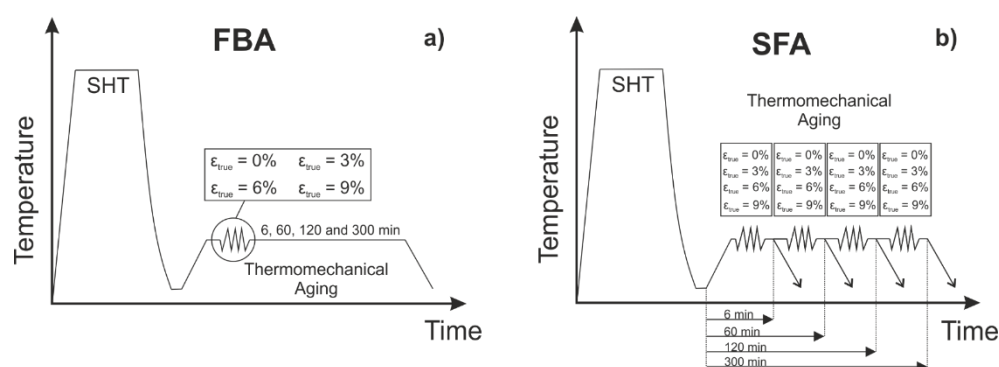 FBA
a)
SHT
Temperature
ε_true = 0% ε_true = 3%
ε_true = 6% ε_true = 9%
6, 60, 120 and 300 min
Thermomechanical
Aging
Time
SFA
b)
SHT
Temperature
Thermomechanical
Aging
ε_true = 0% ε_true = 0% ε_true = 0% ε_true = 0%
ε_true = 3% ε_true = 3% ε_true = 3% ε_true = 3%
ε_true = 6% ε_true = 6% ε_true = 6% ε_true = 6%
ε_true = 9% ε_true = 9% ε_true = 9% ε_true = 9%
Time
6 min
60 min
120 min
300 min